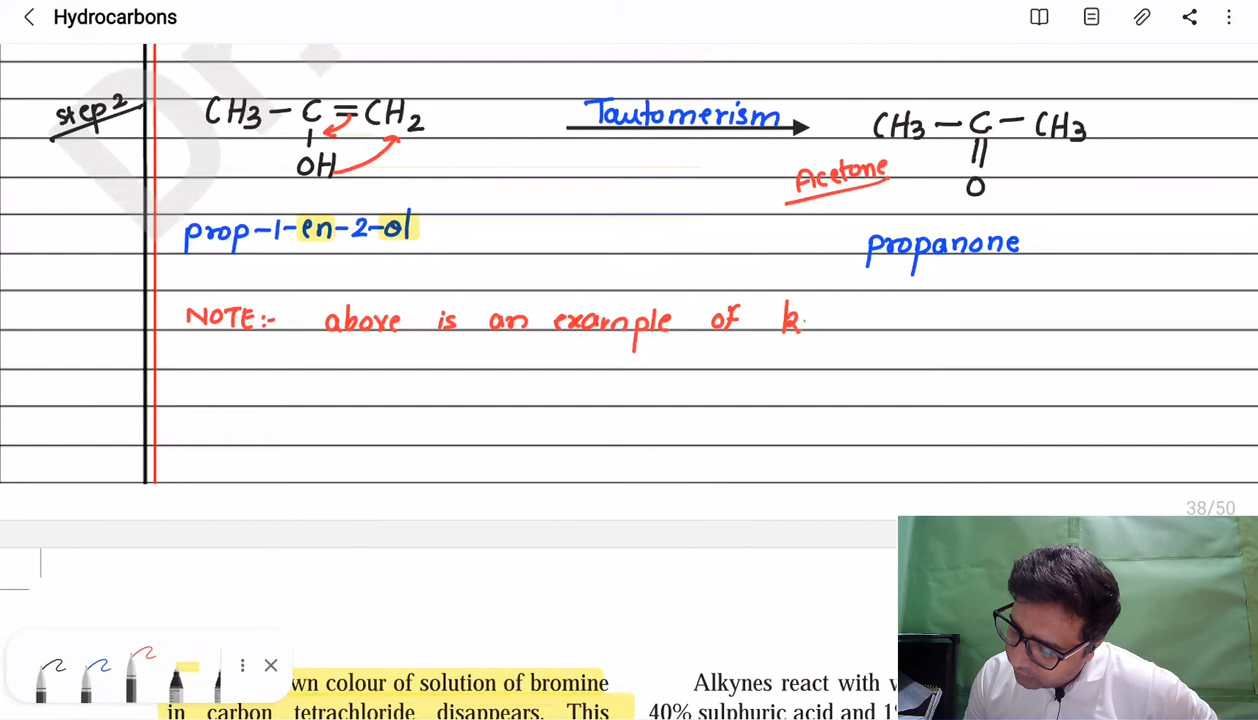 Hydrocarbons
Dr.
step 2
CH3 – C = CH2
OH
Tautomerism
CH3 – C – CH3
O
Acetone
prop-1-en-2-ol
propanone
NOTE:- above is an example of k
38/50
wn colour of solution of bromine
in carbon tetrachloride disappears. This
Alkynes react with
40% sulphuric acid and 1